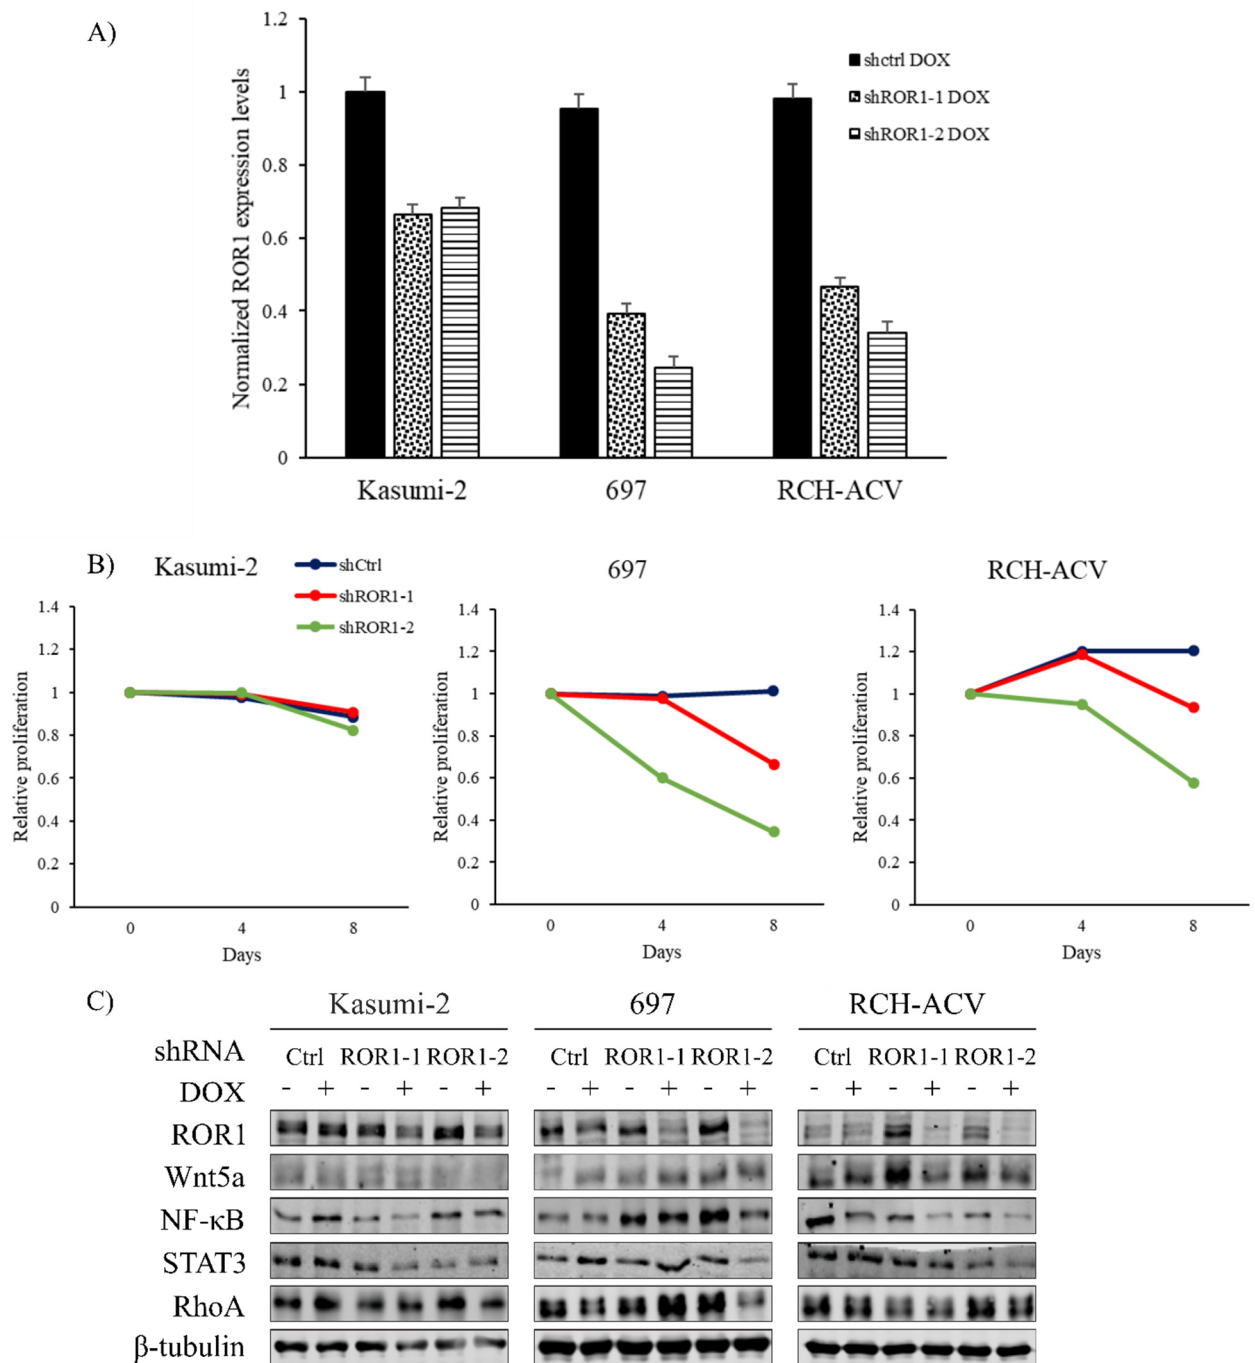 A)
1.2
1
0.8
0.6
0.4
0.2
0
Normalized ROR1 expression levels
shctrl DOX
shROR1-1 DOX
shROR1-2 DOX
Kasumi-2 697 RCH-ACV
B)
Kasumi-2
shCtrl
shROR1-1
shROR1-2
1.4
1.2
1
0.8
0.6
0.4
0.2
0
Relative proliferation
0 4 8
Days
697
1.4
1.2
1
0.8
0.6
0.4
0.2
0
Relative proliferation
0 4 8
Days
RCH-ACV
1.4
1.2
1
0.8
0.6
0.4
0.2
0
Relative proliferation
0 4 8
Days
C)
Kasumi-2 697 RCH-ACV
shRNA Ctrl ROR1-1 ROR1-2 Ctrl ROR1-1 ROR1-2 Ctrl ROR1-1 ROR1-2
DOX - + - + - + - + - + - + - + - + - +
ROR1
Wnt5a
NF-κB
STAT3
RhoA
β-tubulin